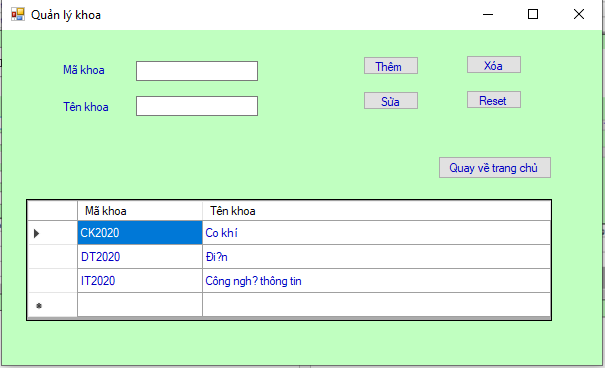 Quản lý khoa
Mã khoa
Thêm
Xóa
Tên khoa
Sửa
Reset
Quay về trang chủ
Mã khoa Tên khoa
CK2020 Co khí
DT2020 Đi?n
IT2020 Công ngh? thông tin